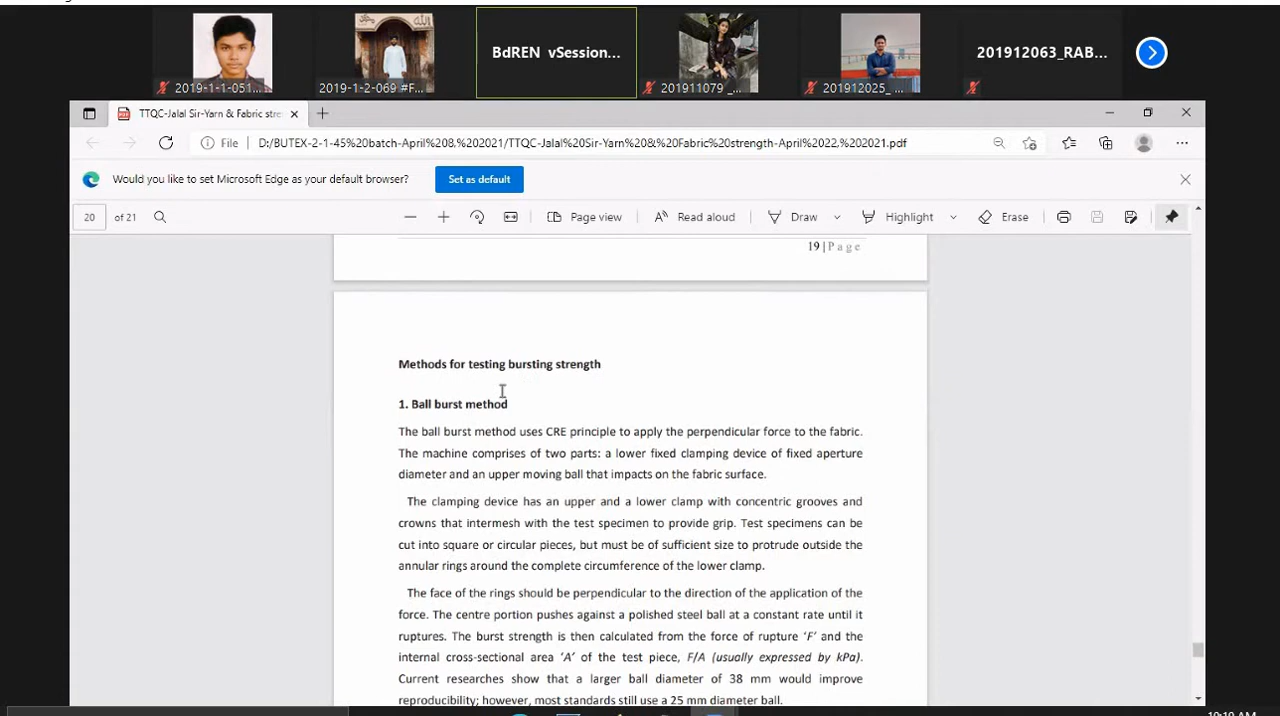 BdREN vSession... 201912063_RAB...
2019-1-1-051... 2019-1-2-069 #F... 201911079 _... 201912025_ ...
TTQC-Jalal Sir-Yarn & Fabric stre
File D:/BUTEX-2-1-45%20batch-April%208.%202021/TTQC-Jalal%20Sir-Yarn%20&%20Fabric%20strength-April%2022,%202021.pdf
Would you like to set Microsoft Edge as your default browser? Set as default
20 of 21 Page view Read aloud Draw Highlight Erase
19 | P a g e
Methods for testing bursting strength
1. Ball burst method
The ball burst method uses CRE principle to apply the perpendicular force to the fabric.
The machine comprises of two parts: a lower fixed clamping device of fixed aperture
diameter and an upper moving ball that impacts on the fabric surface.
The clamping device has an upper and a lower clamp with concentric grooves and
crowns that intermesh with the test specimen to provide grip. Test specimens can be
cut into square or circular pieces, but must be of sufficient size to protrude outside the
annular rings around the complete circumference of the lower clamp.
The face of the rings should be perpendicular to the direction of the application of the
force. The centre portion pushes against a polished steel ball at a constant rate until it
ruptures. The burst strength is then calculated from the force of rupture ‘F’ and the
internal cross-sectional area ‘A’ of the test piece, F/A (usually expressed by kPa).
Current researches show that a larger ball diameter of 38 mm would improve
reproducibility; however, most standards still use a 25 mm diameter ball.